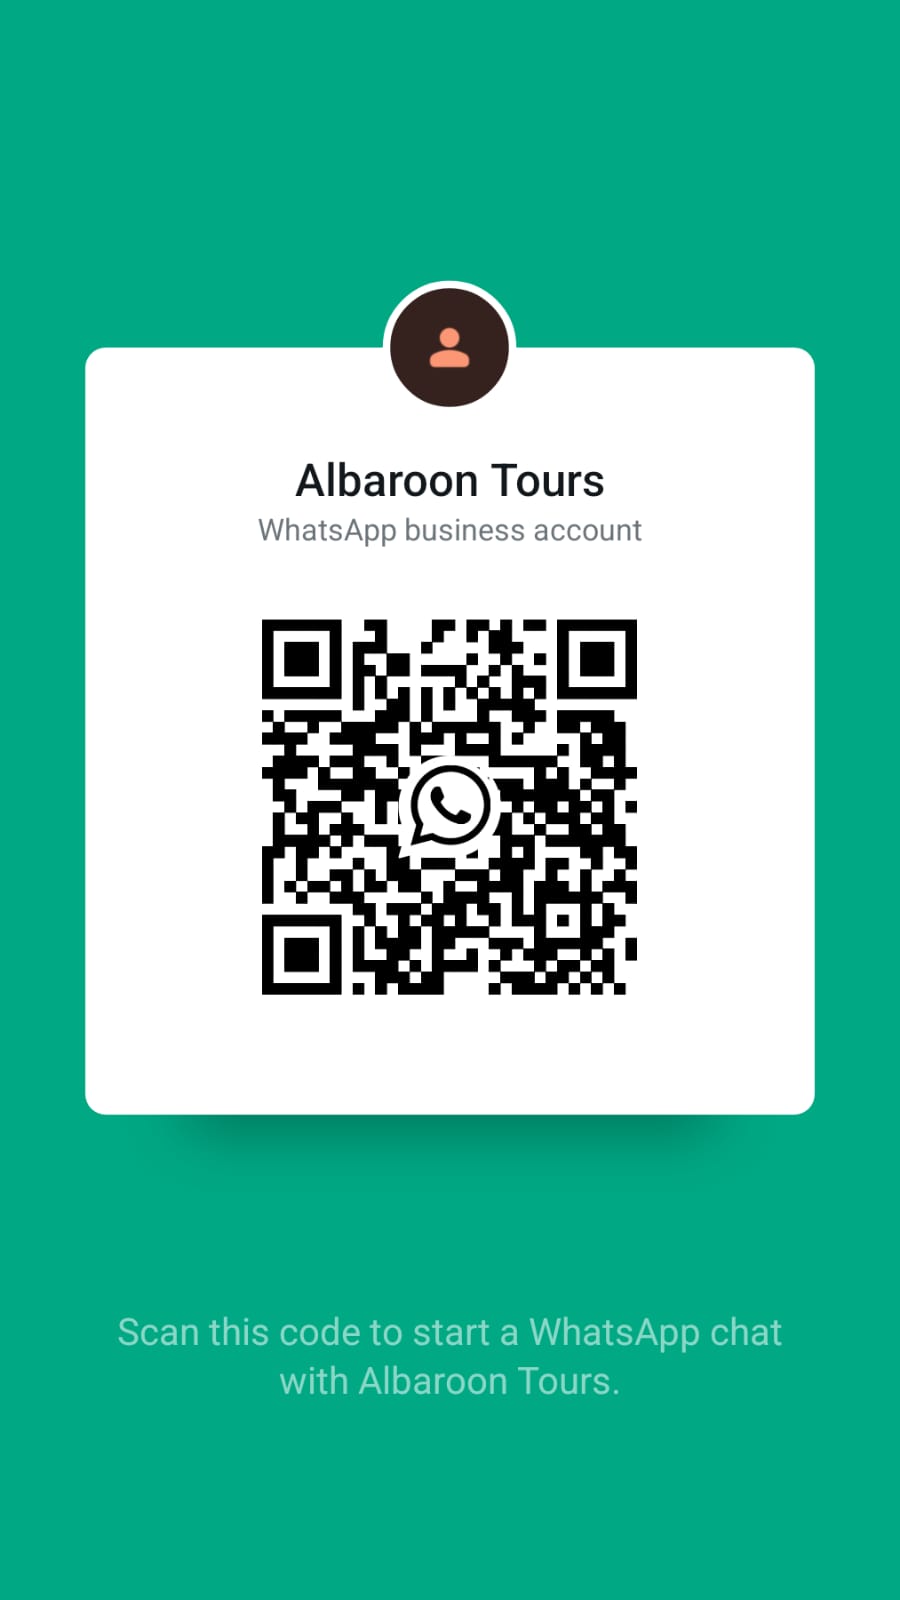 Albaroon Tours
WhatsApp business account
Scan this code to start a WhatsApp chat
with Albaroon Tours.